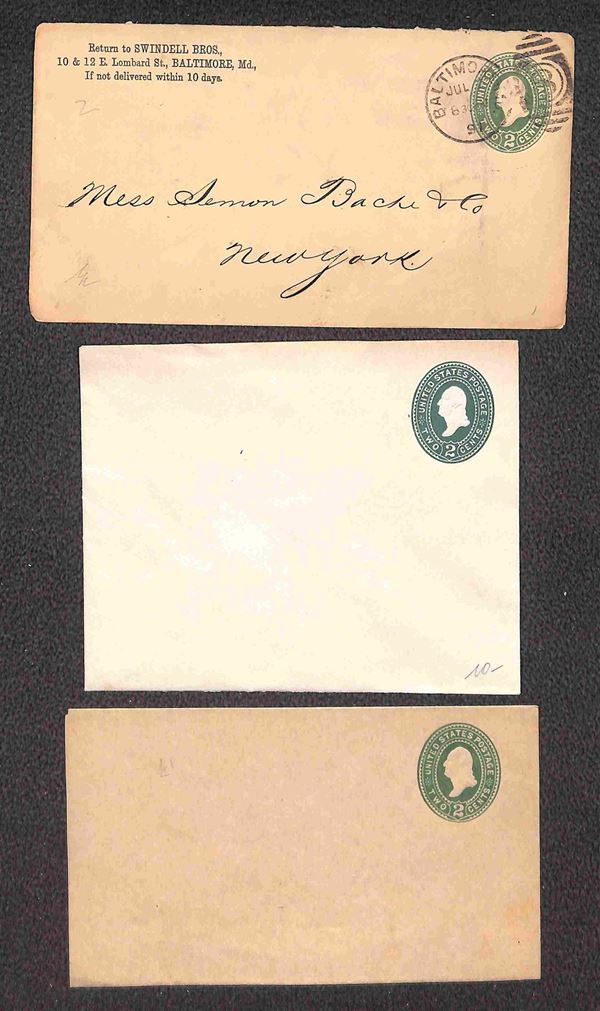 Return to SWINDELL BROS.,
10 & 12 E. Lombard St., BALTIMORE, Md.,
If not delivered within 10 days.
BALTIMO
JUL
UNITED STATES POSTAGE
TWO 2 CENTS
2
Mess Semon Bache & Co
New York.
UNITED STATES POSTAGE
TWO 2 CENTS
10-
UNITED STATES POSTAGE
TWO 2 CENTS